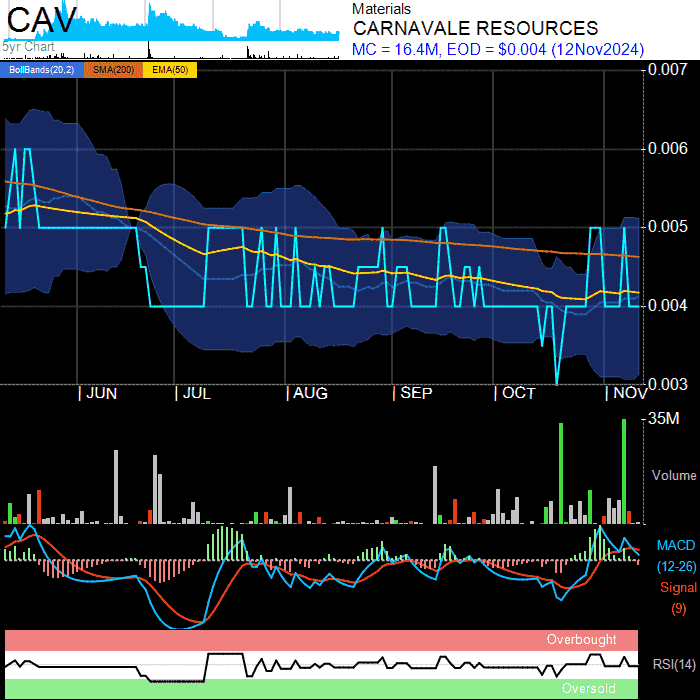 CAV
5yr Chart
Materials
CARNAVALE RESOURCES
MC = 16.4M, EOD = $0.004 (12Nov2024)
BollBands(20,2) SMA(200) EMA(50)
0.007
0.006
0.005
0.004
0.003
| JUN | JUL | AUG | SEP | OCT | NOV
35M
Volume
MACD
(12-26)
Signal
(9)
Overbought
RSI(14)
Oversold